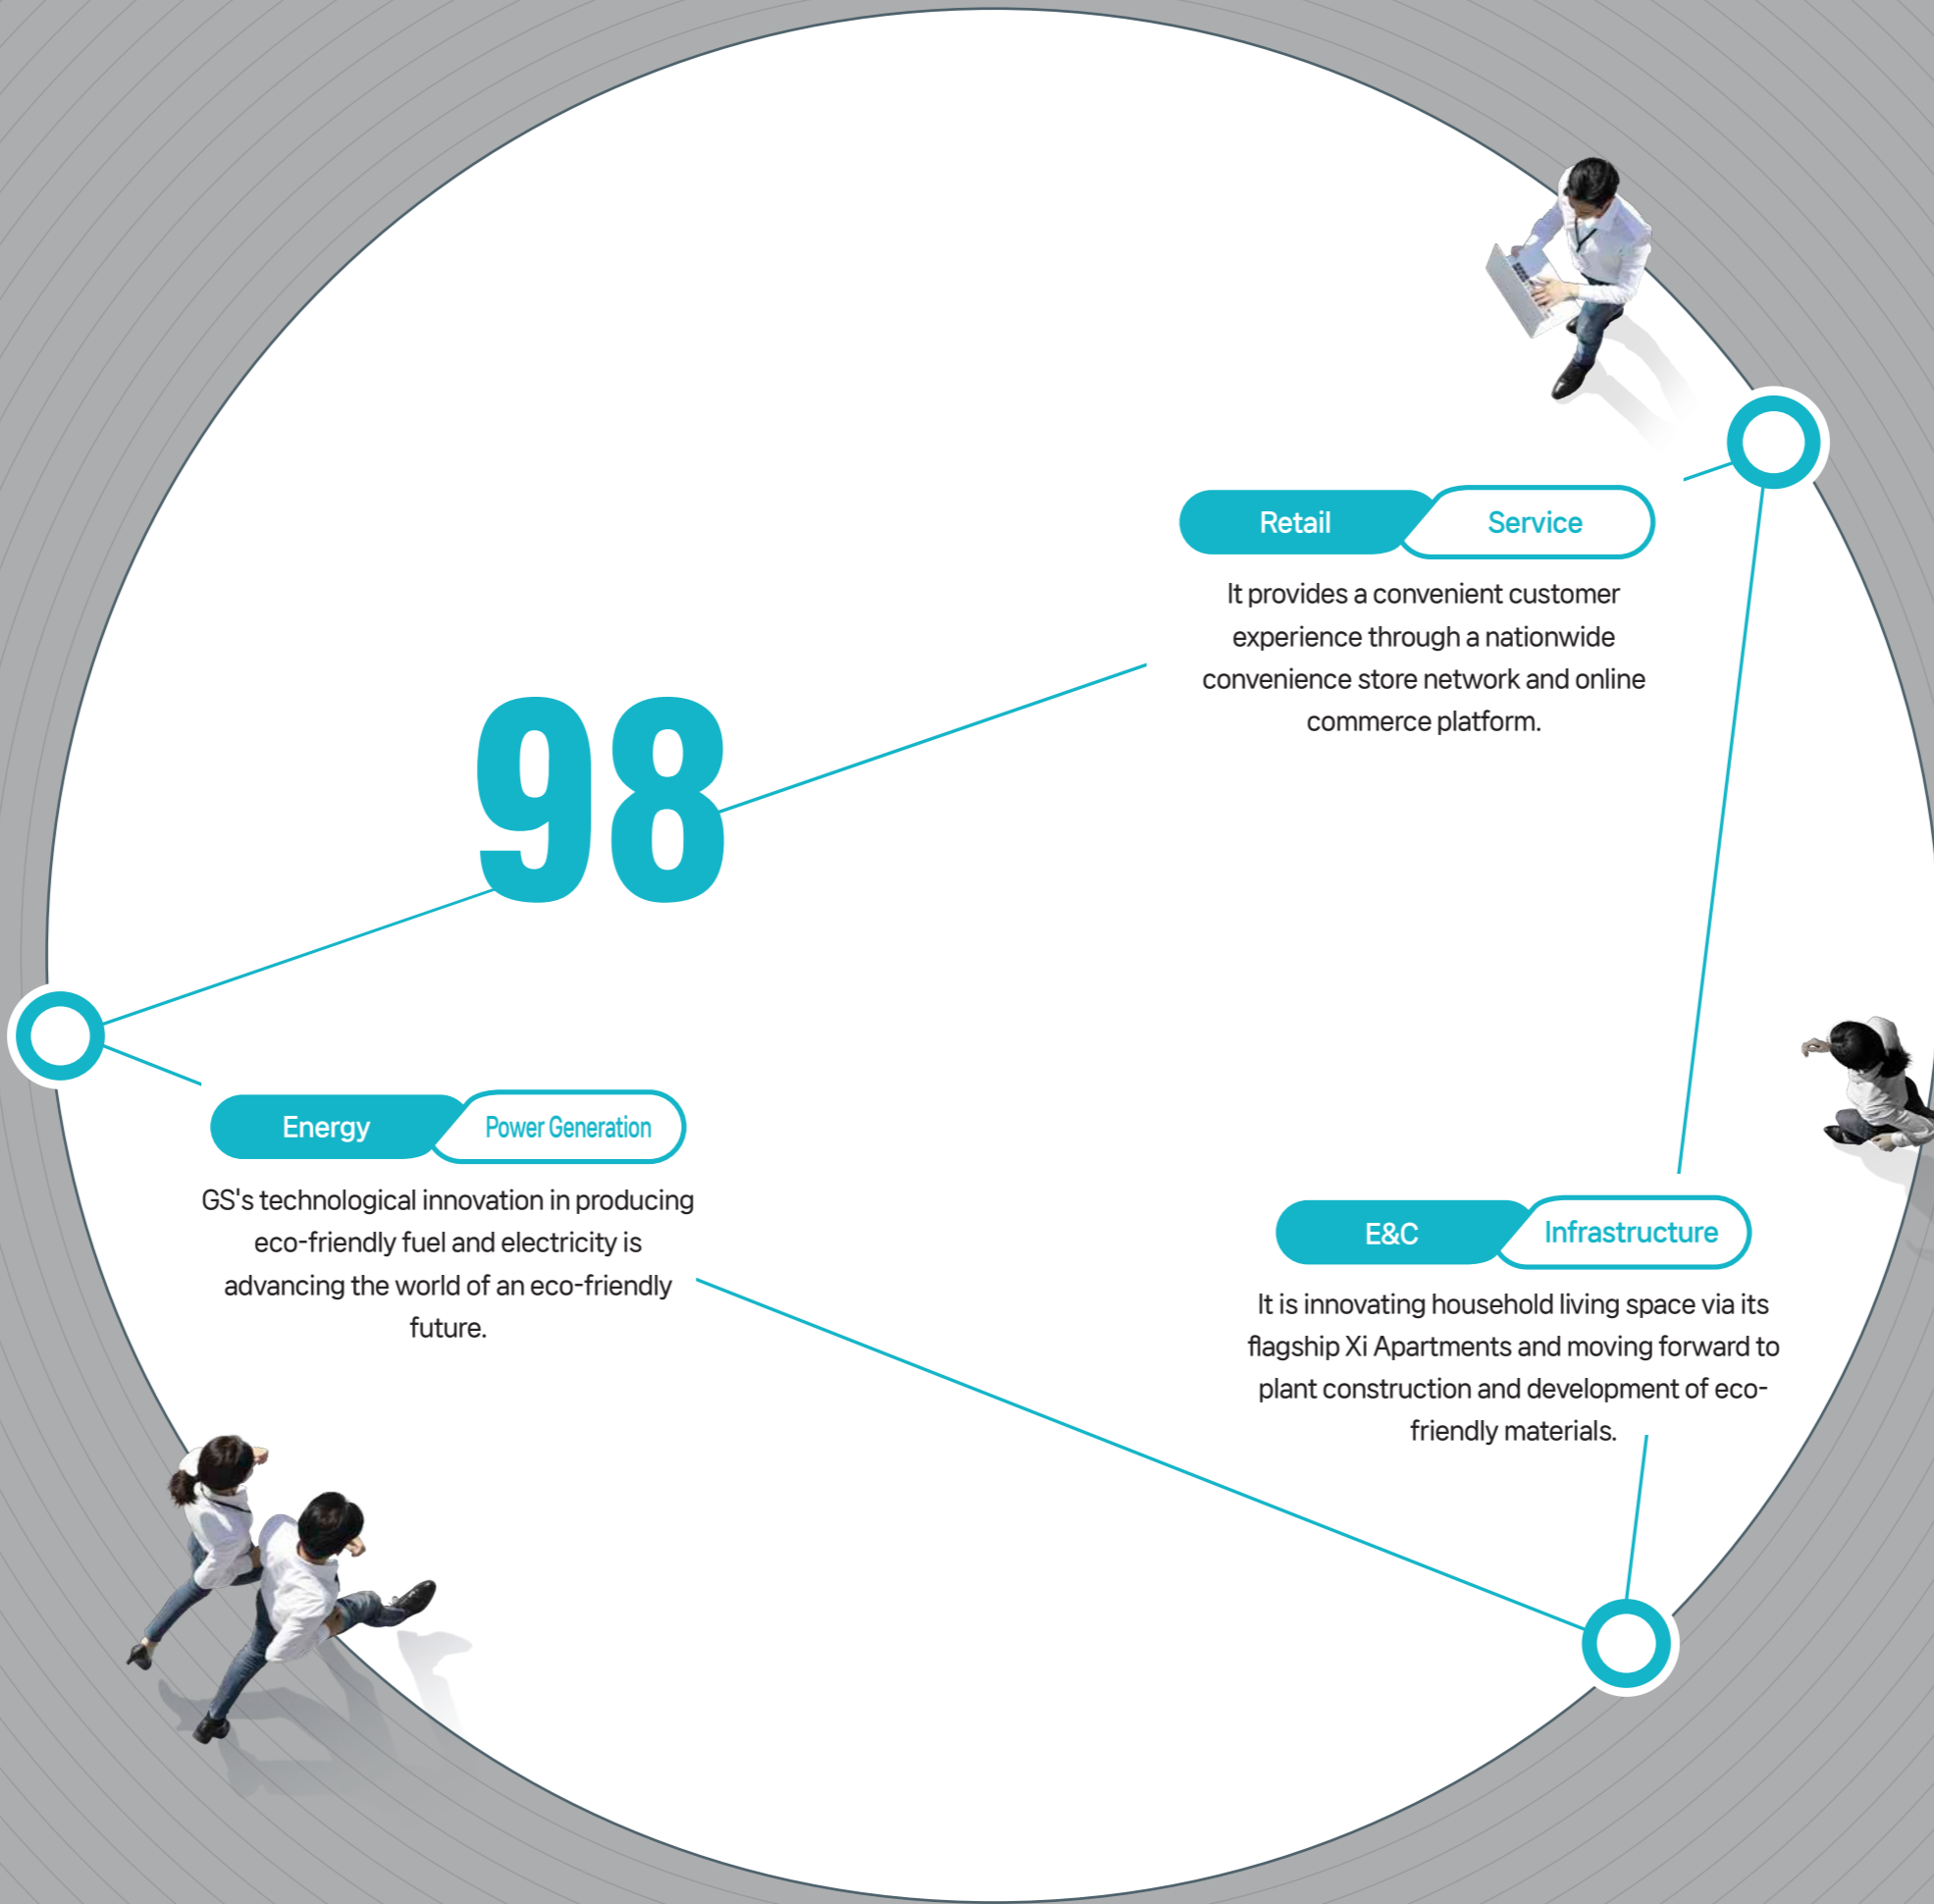 Retail Service
It provides a convenient customer
experience through a nationwide
convenience store network and online
commerce platform.
98
Energy Power Generation
GS's technological innovation in producing
eco-friendly fuel and electricity is
advancing the world of an eco-friendly
future.
E&C Infrastructure
It is innovating household living space via its
flagship Xi Apartments and moving forward to
plant construction and development of eco-
friendly materials.